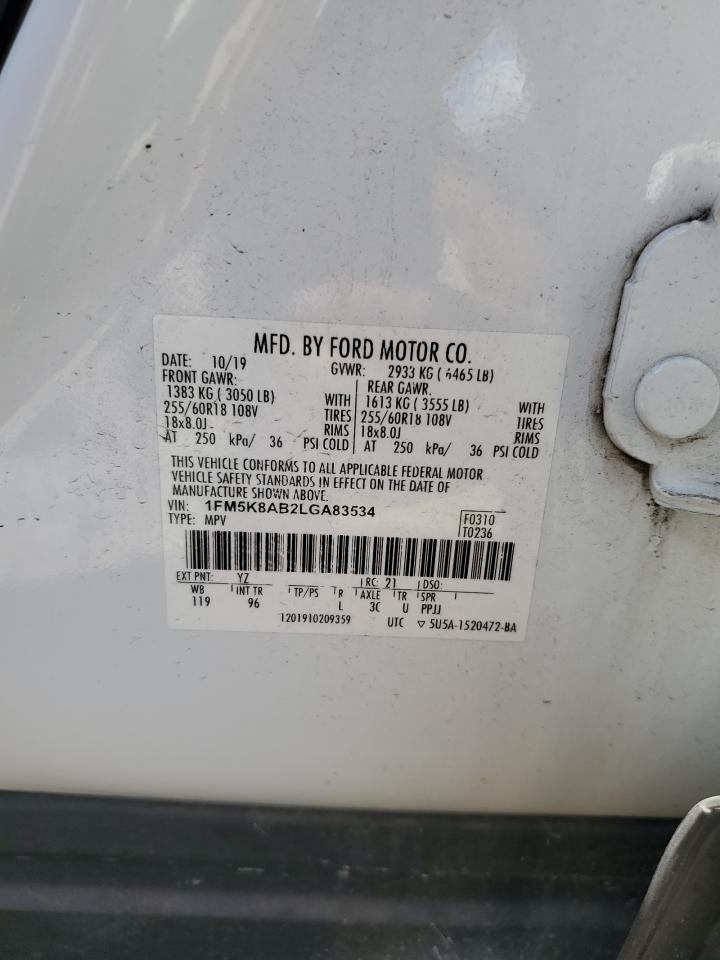 MFD. BY FORD MOTOR CO.
DATE: 10/19 GVWR: 2933 KG ( 6465 LB)
FRONT GAWR: REAR GAWR:
1383 KG ( 3050 LB) WITH 1613 KG ( 3555 LB) WITH
255/60R18 108V TIRES 255/60R18 108V TIRES
18x8.0J RIMS 18x8.0J RIMS
AT 250 kPa/ 36 PSI COLD AT 250 kPa/ 36 PSI COLD
THIS VEHICLE CONFORMS TO ALL APPLICABLE FEDERAL MOTOR
VEHICLE SAFETY STANDARDS IN EFFECT ON THE DATE OF
MANUFACTURE SHOWN ABOVE.
VIN: 1FM5K8AB2LGA83534 F0310
TYPE: MPV T0236
EXT PNT: YZ RC: 21 DSO:
WB INT TR TP/PS R AXLE TR SPR
119 96 L 3C U PPJJ
1201910209359 UTC ▽ 5U5A-1520472-BA